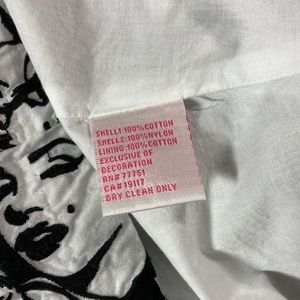 SHELL1:100%COTTON
SHELL2:100%NYLON
LINING:100%COTTON
EXCLUSIVE OF
DECORATION
RN#77751
CA#19117
DRY CLEAN ONLY